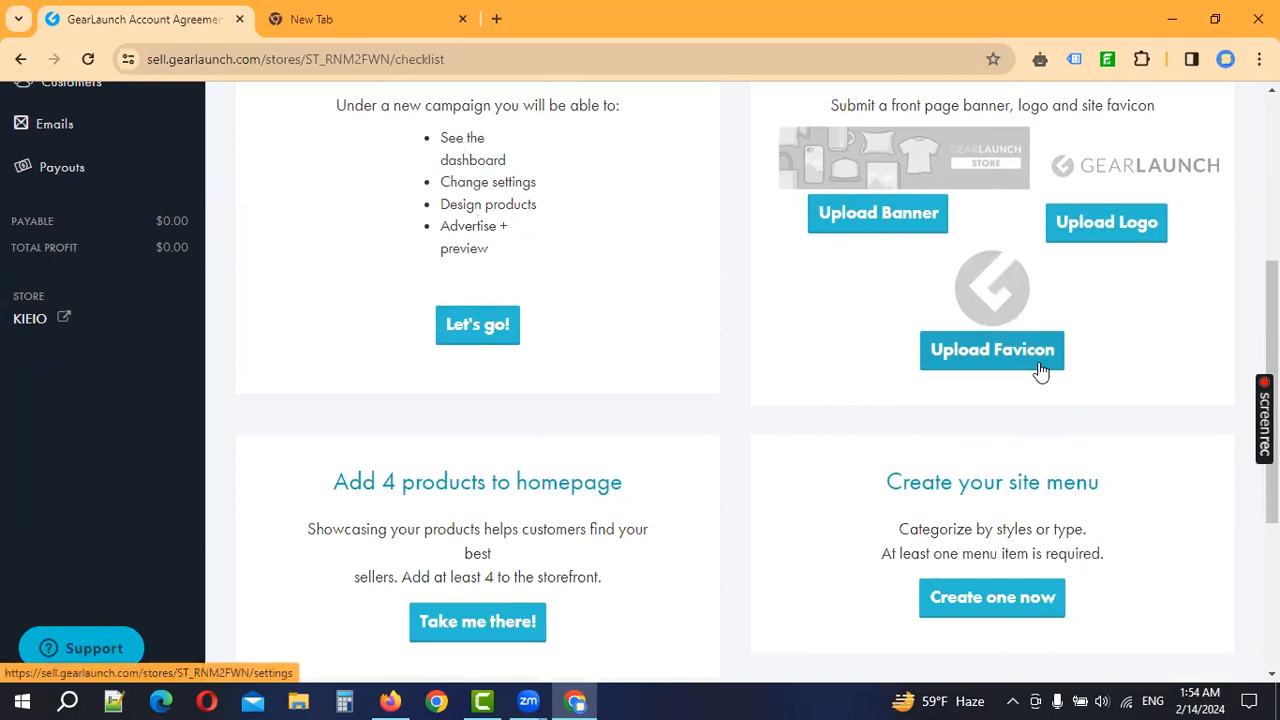 GearLaunch Account Agreemen
New Tab
sell.gearlaunch.com/stores/ST_RNM2FWN/checklist
Customers
Emails
Payouts
PAYABLE $0.00
TOTAL PROFIT $0.00
STORE
KIEIO
Support
Under a new campaign you will be able to:
• See the
dashboard
• Change settings
• Design products
• Advertise +
preview
Let's go!
Submit a front page banner, logo and site favicon
GEARLAUNCH
STORE
GEARLAUNCH
Upload Banner
Upload Logo
Upload Favicon
Add 4 products to homepage
Showcasing your products helps customers find your
best
sellers. Add at least 4 to the storefront.
Take me there!
Create your site menu
Categorize by styles or type.
At least one menu item is required.
Create one now
screen rec
https://sell.gearlaunch.com/stores/ST_RNM2FWN/settings
zm
59°F Haze
ENG
1:54 AM
2/14/2024